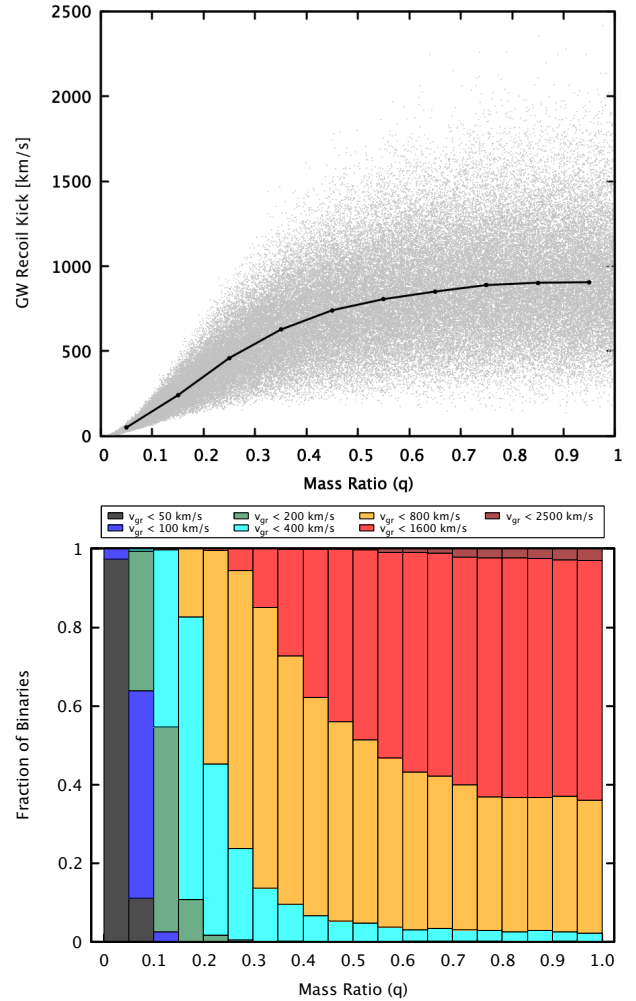 2500
2000
1500
1000
500
0
GW Recoil Kick [km/s]
0 0.1 0.2 0.3 0.4 0.5 0.6 0.7 0.8 0.9 1
Mass Ratio (q)
v_gr < 50 km/s v_gr < 200 km/s v_gr < 800 km/s v_gr < 2500 km/s
v_gr < 100 km/s v_gr < 400 km/s v_gr < 1600 km/s
1
0.8
0.6
0.4
0.2
0
Fraction of Binaries
0 0.1 0.2 0.3 0.4 0.5 0.6 0.7 0.8 0.9 1.0
Mass Ratio (q)